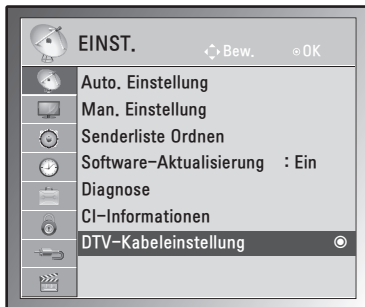 EINST.
Bew. OK
Auto. Einstellung
Man. Einstellung
Senderliste Ordnen
Software-Aktualisierung : Ein
Diagnose
CI-Informationen
DTV-Kabeleinstellung